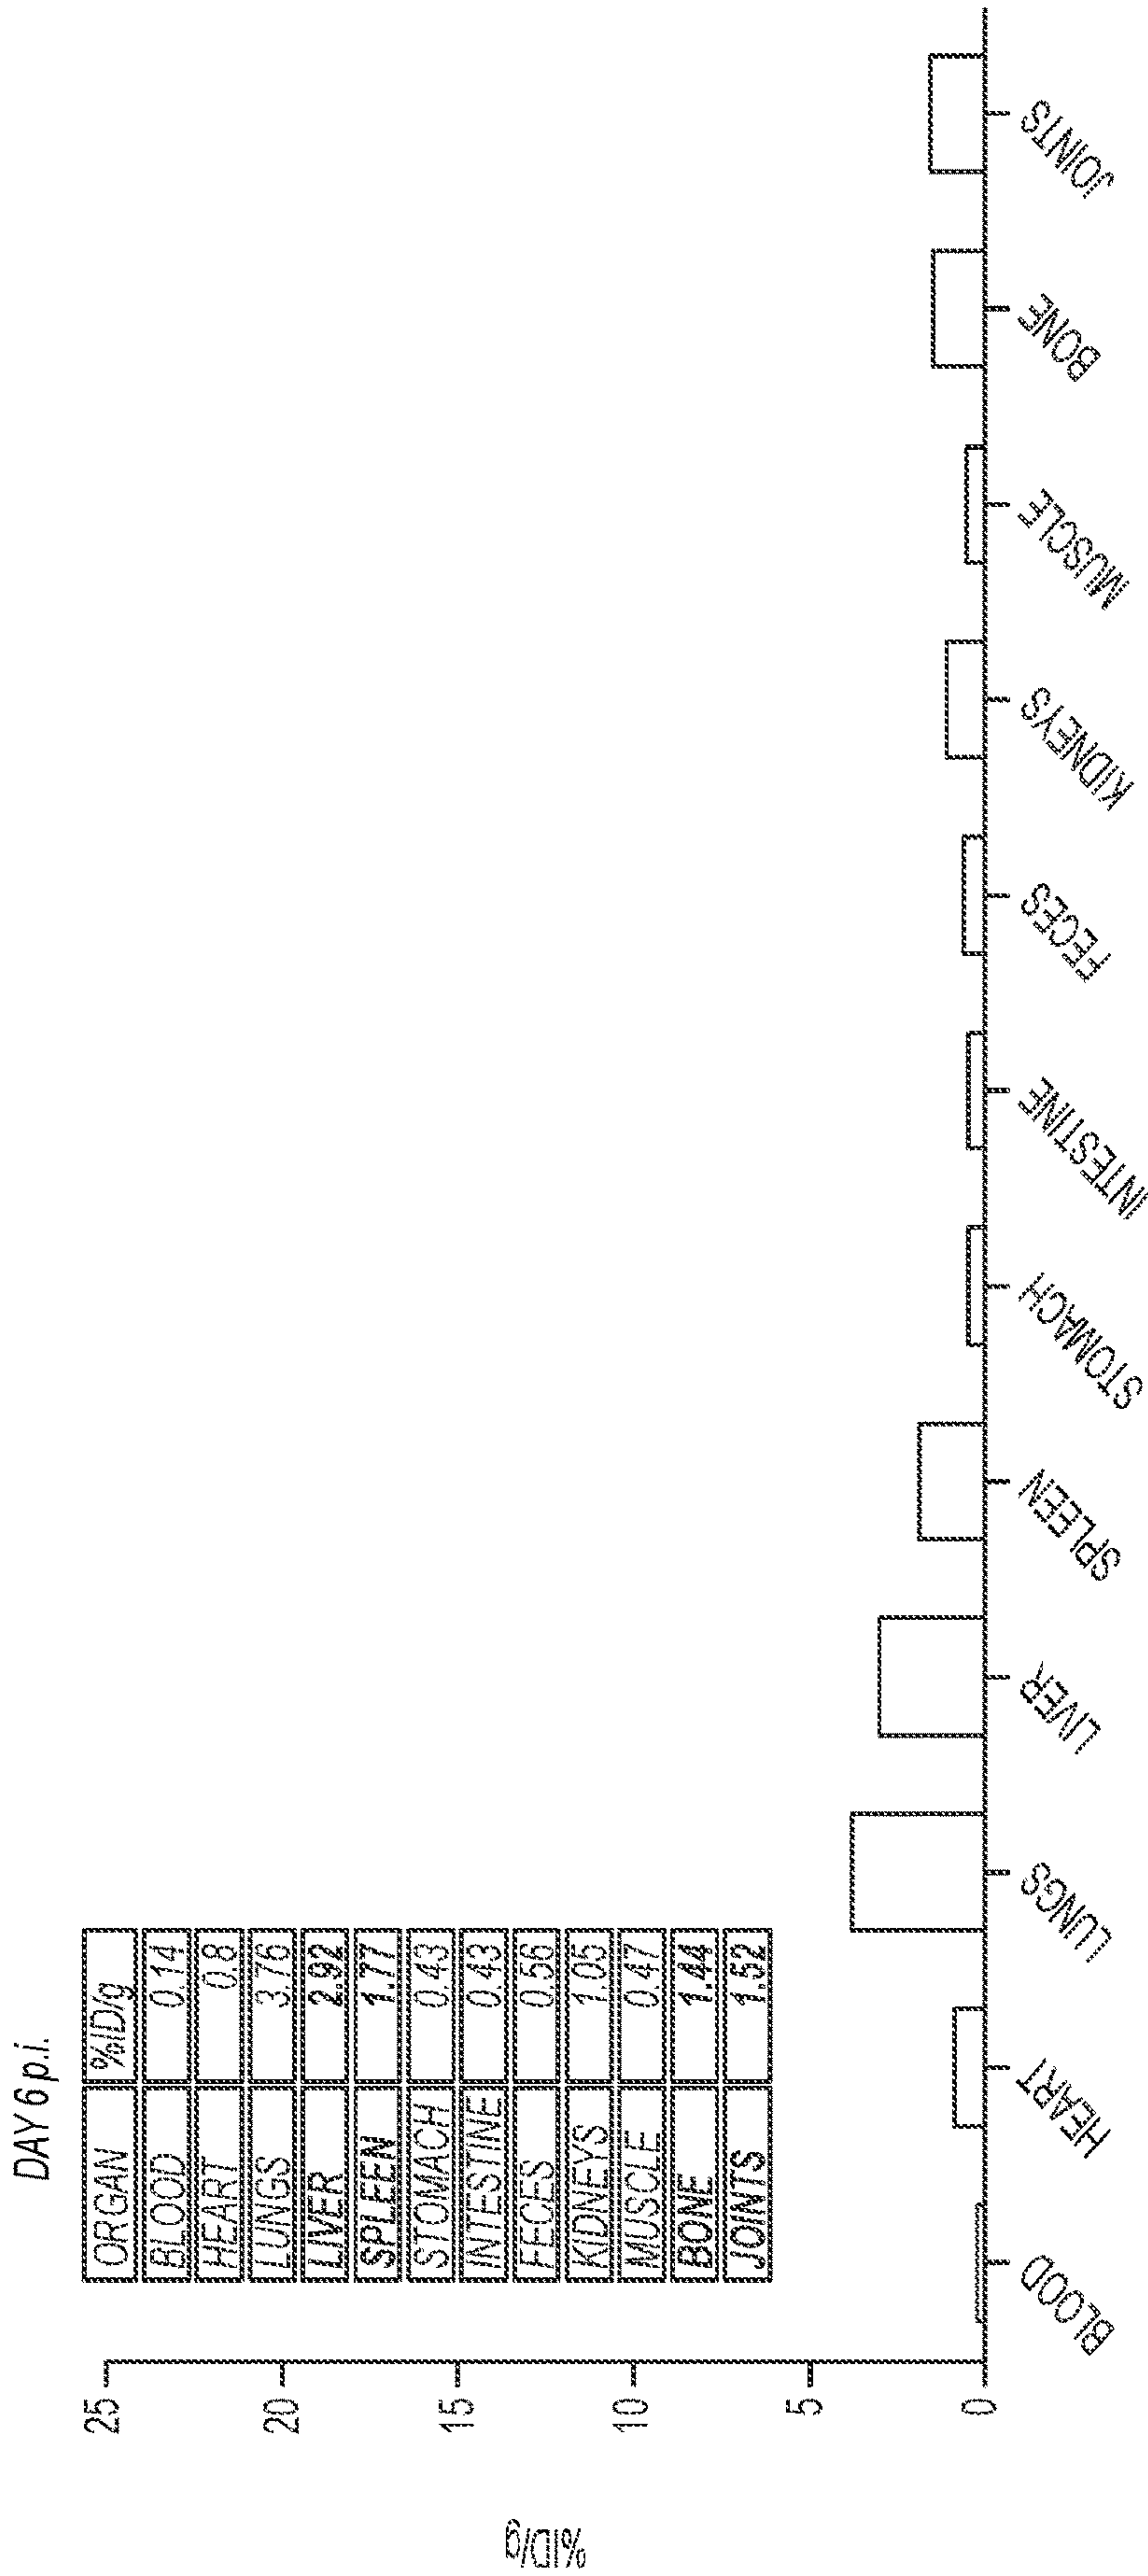 DAY 6 p.i.
ORGAN %ID/g
BLOOD 0.14
HEART 0.8
LUNGS 3.76
LIVER 2.92
SPLEEN 1.77
STOMACH 0.43
INTESTINE 0.43
FECES 0.56
KIDNEYS 1.05
MUSCLE 0.47
BONE 1.44
JOINTS 1.52
%ID/g
25
20
15
10
5
0
BLOOD
HEART
LUNGS
LIVER
SPLEEN
STOMACH
INTESTINE
FECES
KIDNEYS
MUSCLE
BONE
JOINTS